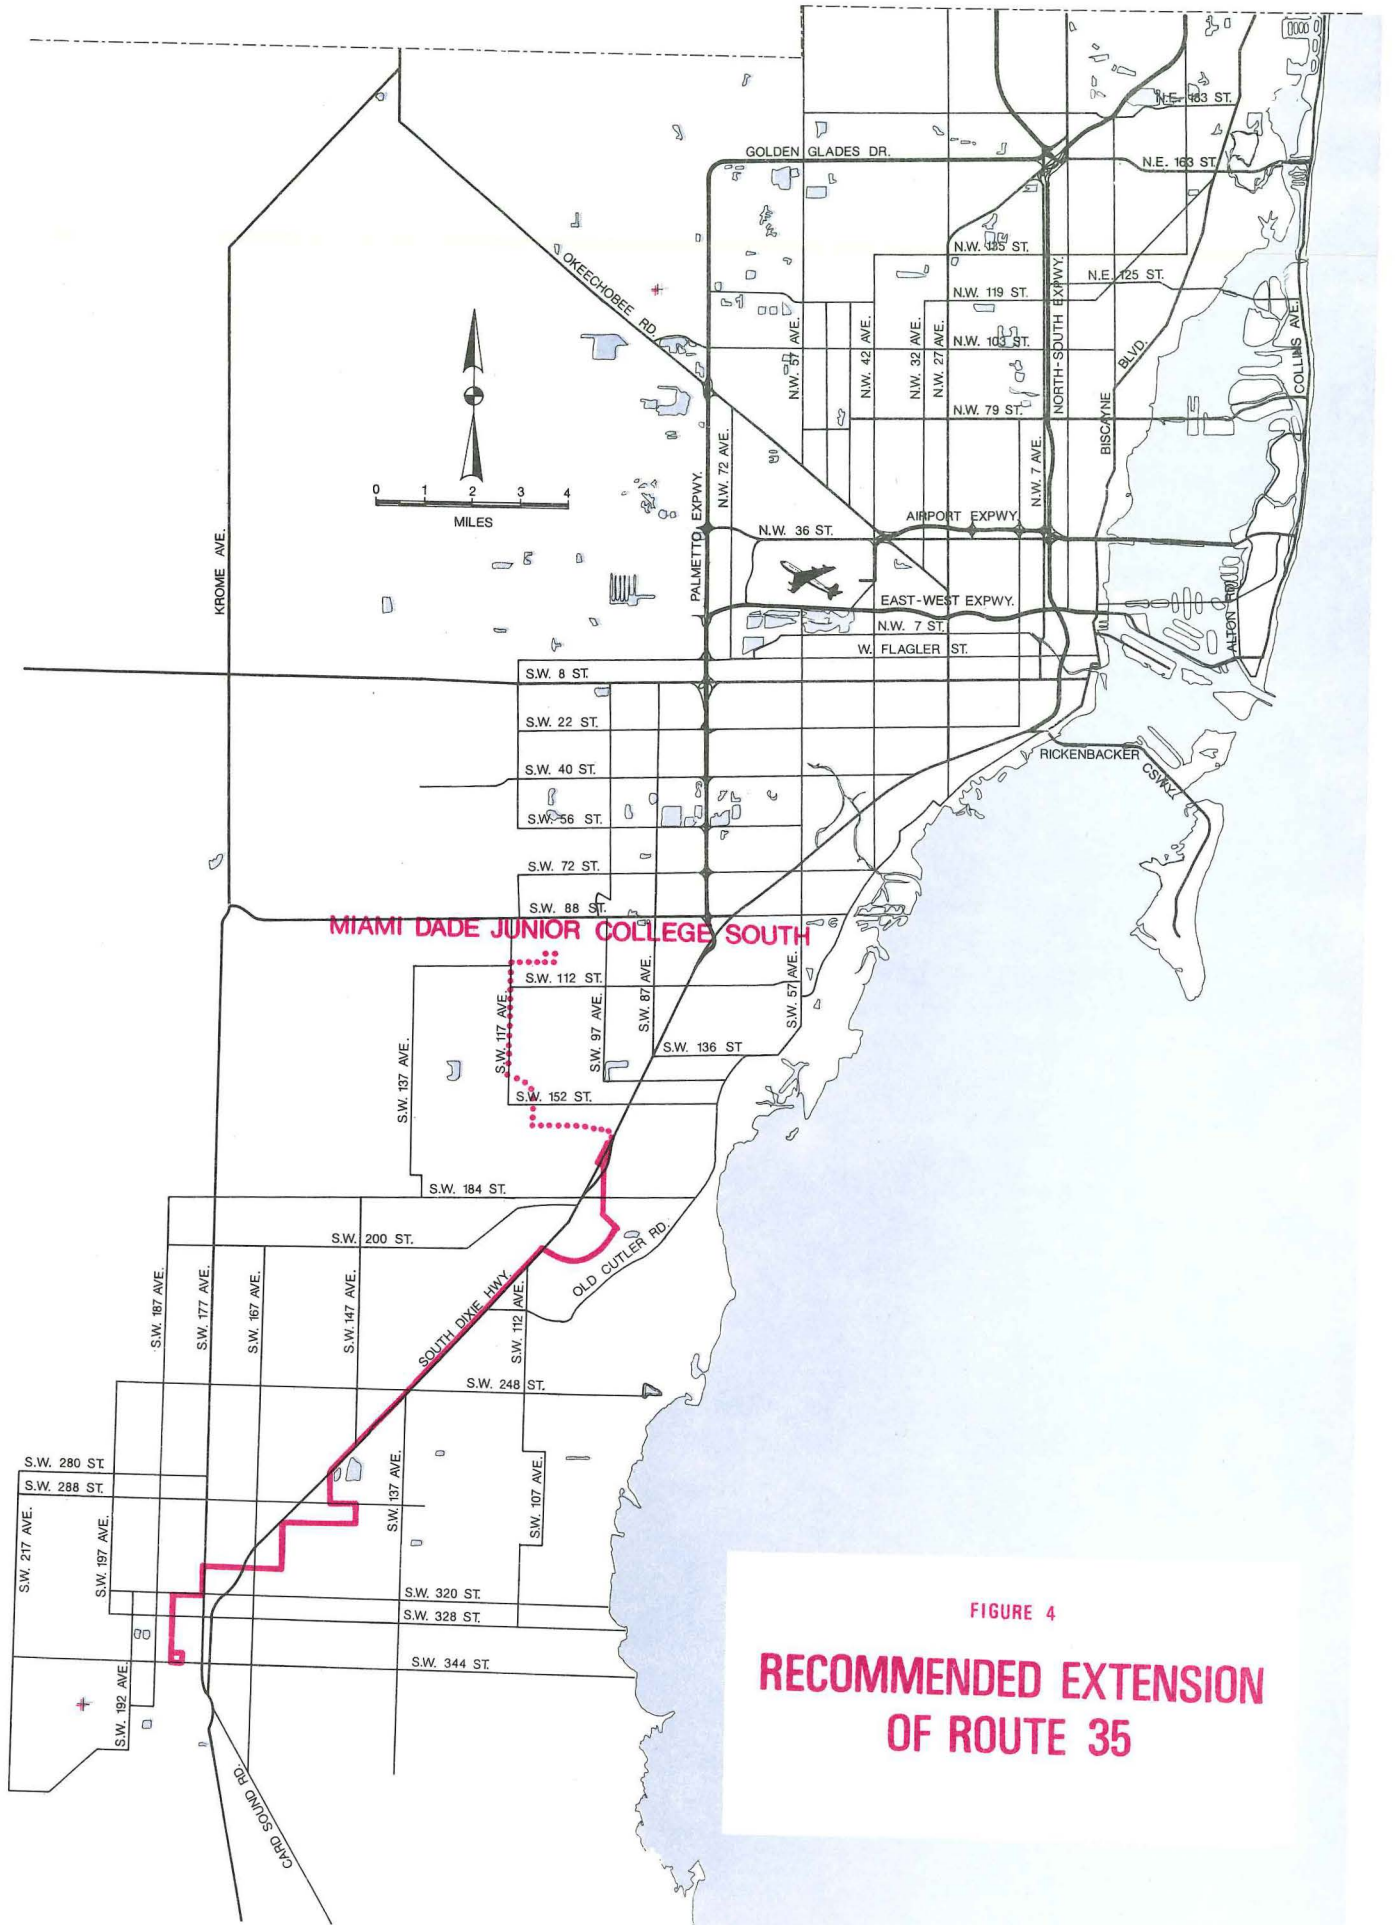 N.E. 183 ST.
GOLDEN GLADES DR.
N.E. 163 ST.
N.W. 135 ST.
OKEECHOBEE RD.
N.E. 125 ST.
N.W. 119 ST.
N.W. 57 AVE.
N.W. 42 AVE.
N.W. 32 AVE.
N.W. 27 AVE.
N.W. 103 ST.
NORTH-SOUTH EXPWY.
BISCAYNE BLVD.
COLLINS AVE.
N.W. 79 ST.
N.W. 72 AVE.
N.W. 7 AVE.
0 1 2 3 4
MILES
KROME AVE.
PALMETTO EXPWY.
AIRPORT EXPWY.
N.W. 36 ST.
EAST-WEST EXPWY.
ALTON RD.
N.W. 7 ST.
W. FLAGLER ST.
S.W. 8 ST.
S.W. 22 ST.
RICKENBACKER CSWY.
S.W. 40 ST.
S.W. 56 ST.
S.W. 72 ST.
S.W. 88 ST.
MIAMI DADE JUNIOR COLLEGE SOUTH
S.W. 112 ST.
S.W. 117 AVE.
S.W. 97 AVE.
S.W. 87 AVE.
S.W. 57 AVE.
S.W. 136 ST
S.W. 137 AVE.
S.W. 152 ST.
S.W. 184 ST.
S.W. 200 ST.
OLD CUTLER RD.
S.W. 187 AVE.
S.W. 177 AVE.
S.W. 167 AVE.
S.W. 147 AVE.
SOUTH DIXIE HWY.
S.W. 112 AVE.
S.W. 248 ST.
S.W. 280 ST.
S.W. 288 ST.
S.W. 217 AVE.
S.W. 197 AVE.
S.W. 137 AVE.
S.W. 107 AVE.
S.W. 320 ST.
S.W. 328 ST.
S.W. 344 ST.
S.W. 192 AVE.
CARD SOUND RD.
FIGURE 4
RECOMMENDED EXTENSION
OF ROUTE 35